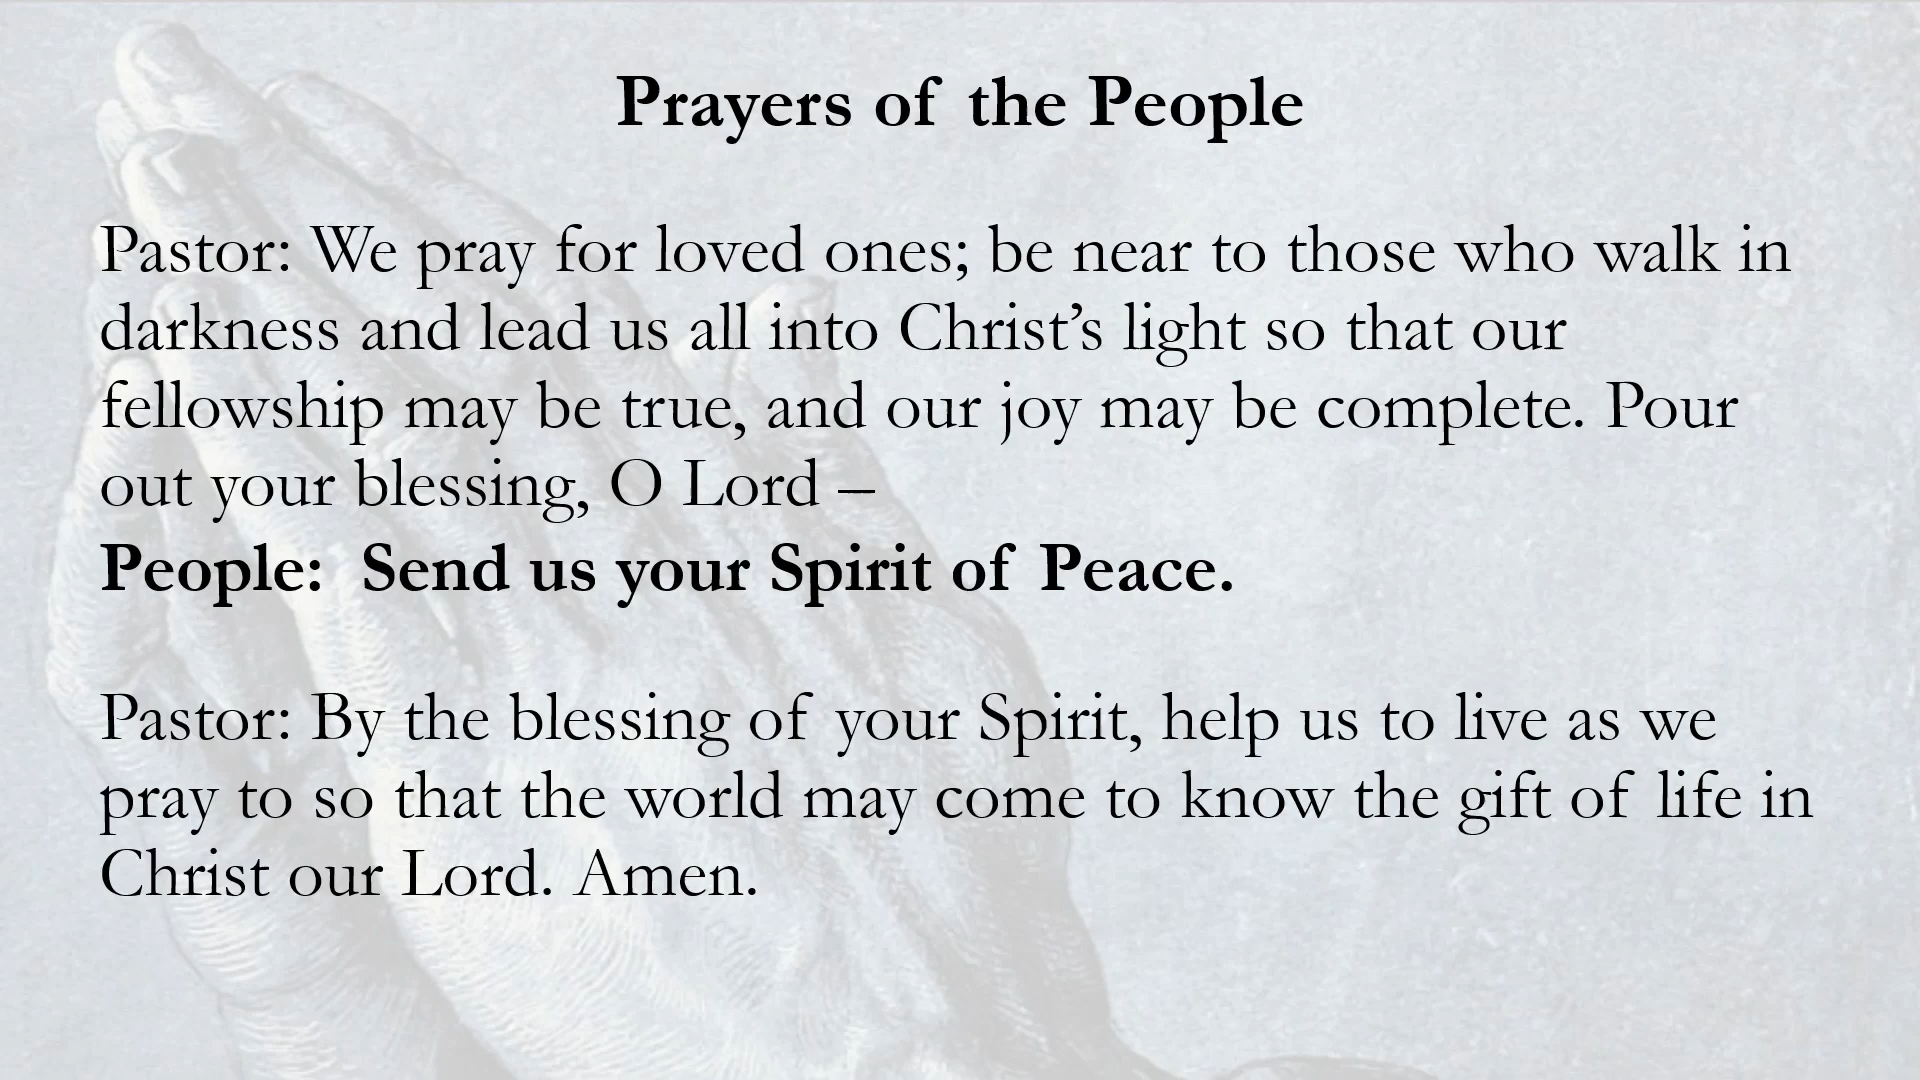 Prayers of the People
Pastor: We pray for loved ones; be near to those who walk in
darkness and lead us all into Christ’s light so that our
fellowship may be true, and our joy may be complete. Pour
out your blessing, O Lord –
People:  Send us your Spirit of Peace.
Pastor: By the blessing of your Spirit, help us to live as we
pray to so that the world may come to know the gift of life in
Christ our Lord. Amen.